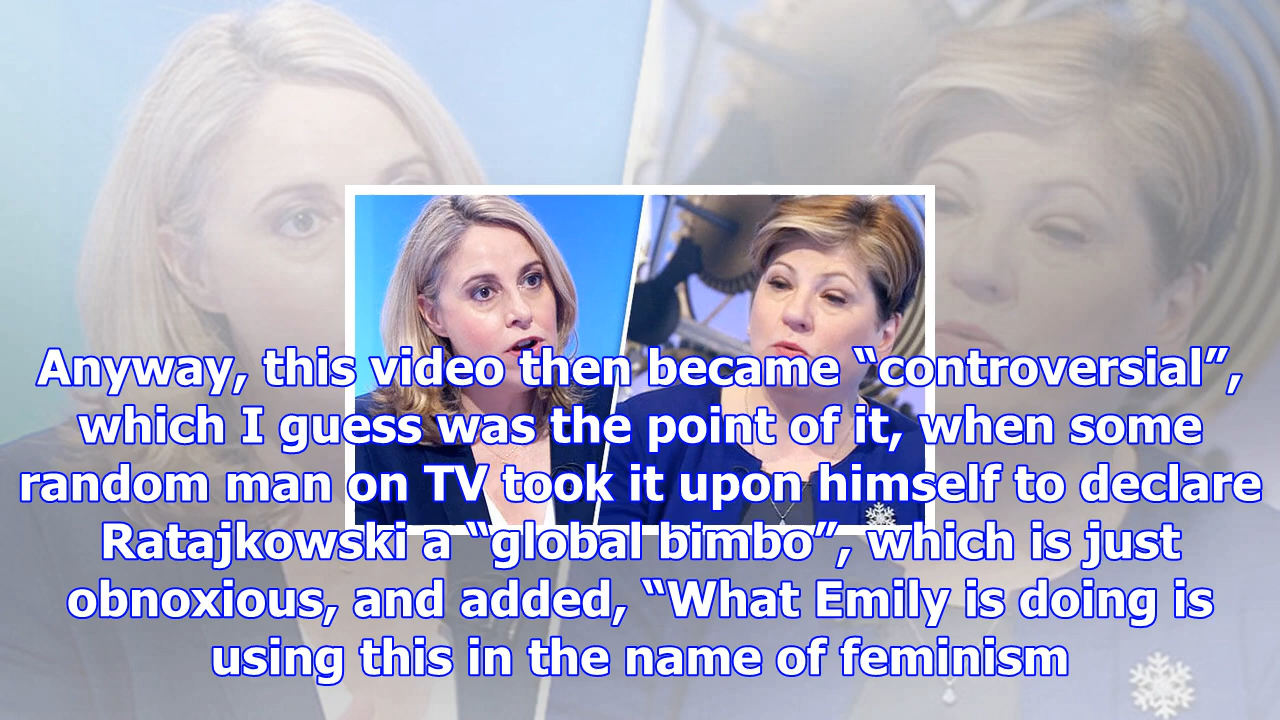 Anyway, this video then became “controversial”,
which I guess was the point of it, when some
random man on TV took it upon himself to declare
Ratajkowski a “global bimbo”, which is just
obnoxious, and added, “What Emily is doing is
using this in the name of feminism